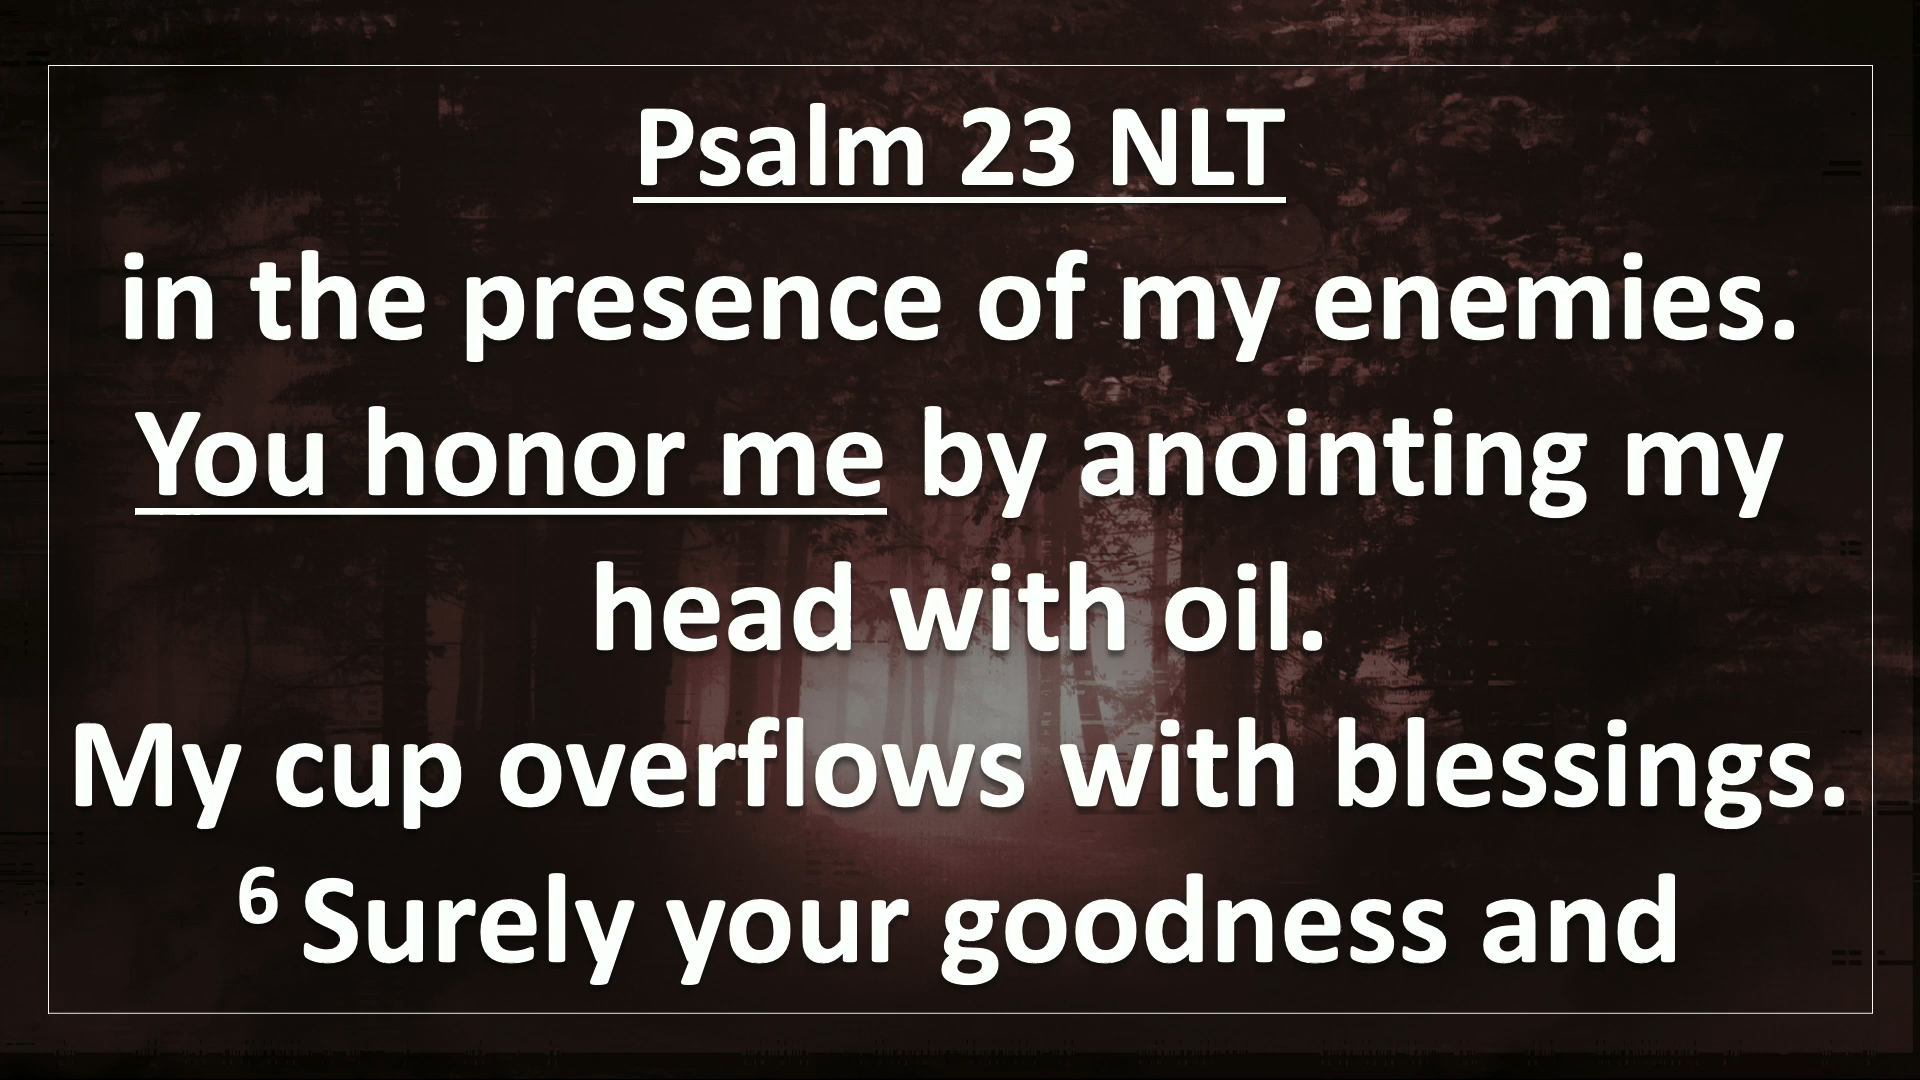 Psalm 23 NLT
in the presence of my enemies.
You honor me by anointing my
head with oil.
My cup overflows with blessings.
6 Surely your goodness and